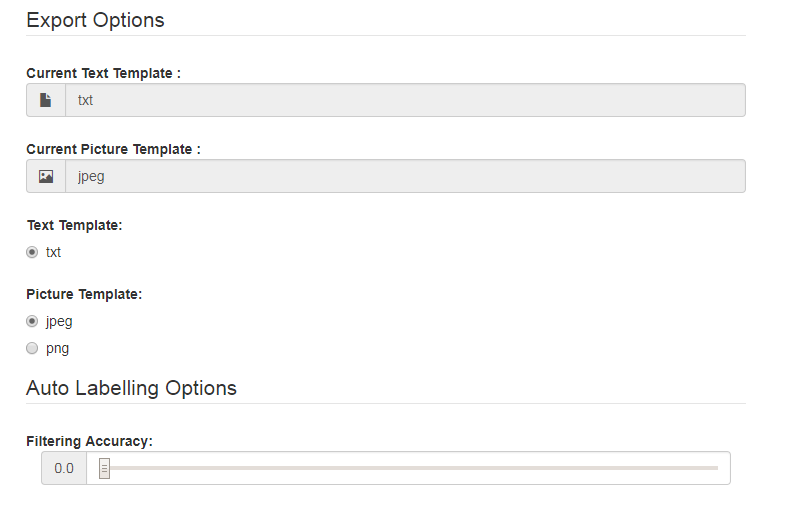 Export Options
Current Text Template :
txt
Current Picture Template :
jpeg
Text Template:
txt
Picture Template:
jpeg
png
Auto Labelling Options
Filtering Accuracy:
0.0